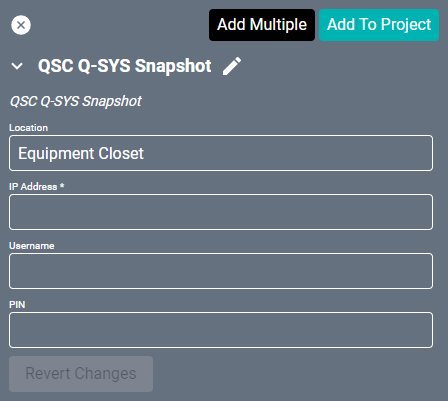 Add Multiple
Add To Project
QSC Q-SYS Snapshot
QSC Q-SYS Snapshot
Location
Equipment Closet
IP Address *
Username
PIN
Revert Changes